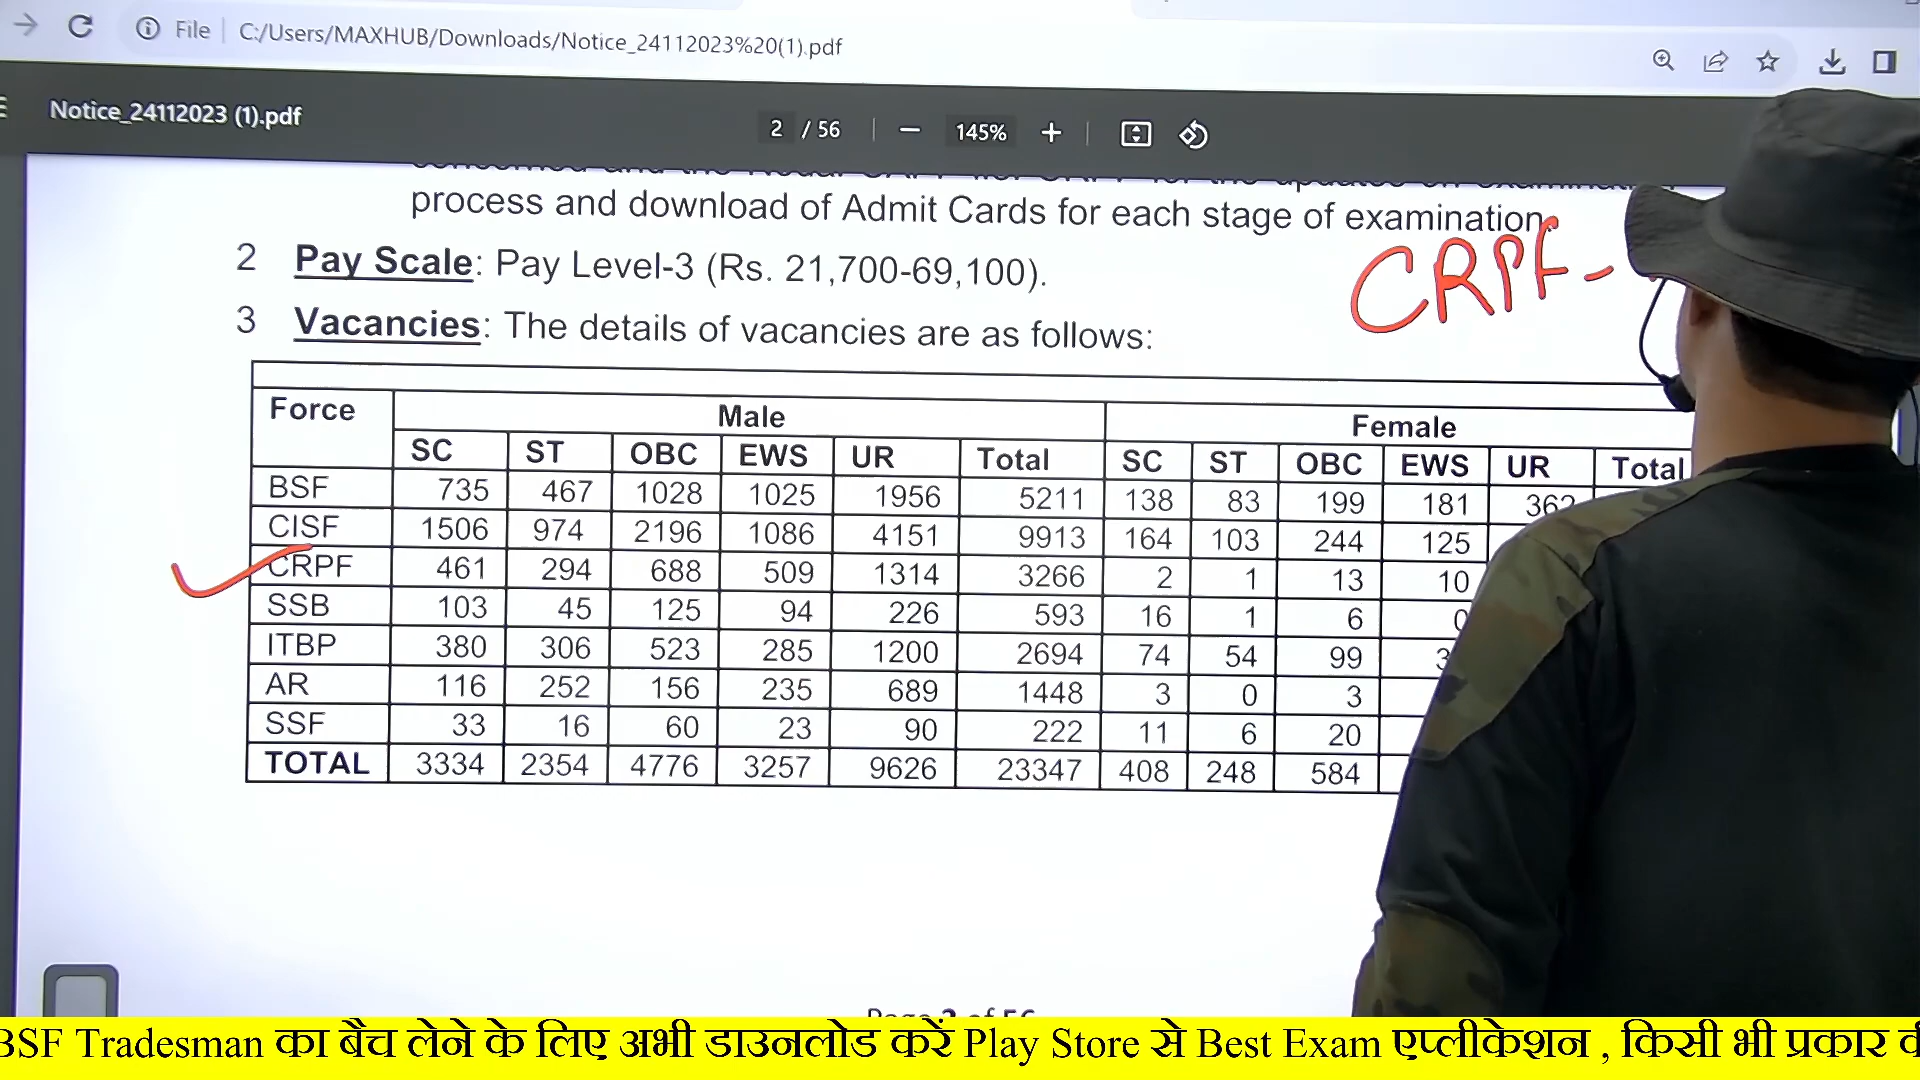 File C:/Users/MAXHUB/Downloads/Notice_24112023%20(1).pdf
Notice_24112023 (1).pdf 2 / 56 — 145% +
process and download of Admit Cards for each stage of examination.
CRPF -
2 Pay Scale: Pay Level-3 (Rs. 21,700-69,100).
3 Vacancies: The details of vacancies are as follows:
Force Male Female
SC ST OBC EWS UR Total SC ST OBC EWS UR Total
BSF 735 467 1028 1025 1956 5211 138 83 199 181 362
CISF 1506 974 2196 1086 4151 9913 164 103 244 125
CRPF 461 294 688 509 1314 3266 2 1 13 10
SSB 103 45 125 94 226 593 16 1 6 0
ITBP 380 306 523 285 1200 2694 74 54 99
AR 116 252 156 235 689 1448 3 0 3
SSF 33 16 60 23 90 222 11 6 20
TOTAL 3334 2354 4776 3257 9626 23347 408 248 584
Page 2 of 56
BSF Tradesman का बैच लेने के लिए अभी डाउनलोड करें Play Store से Best Exam एप्लीकेशन , किसी भी प्रकार